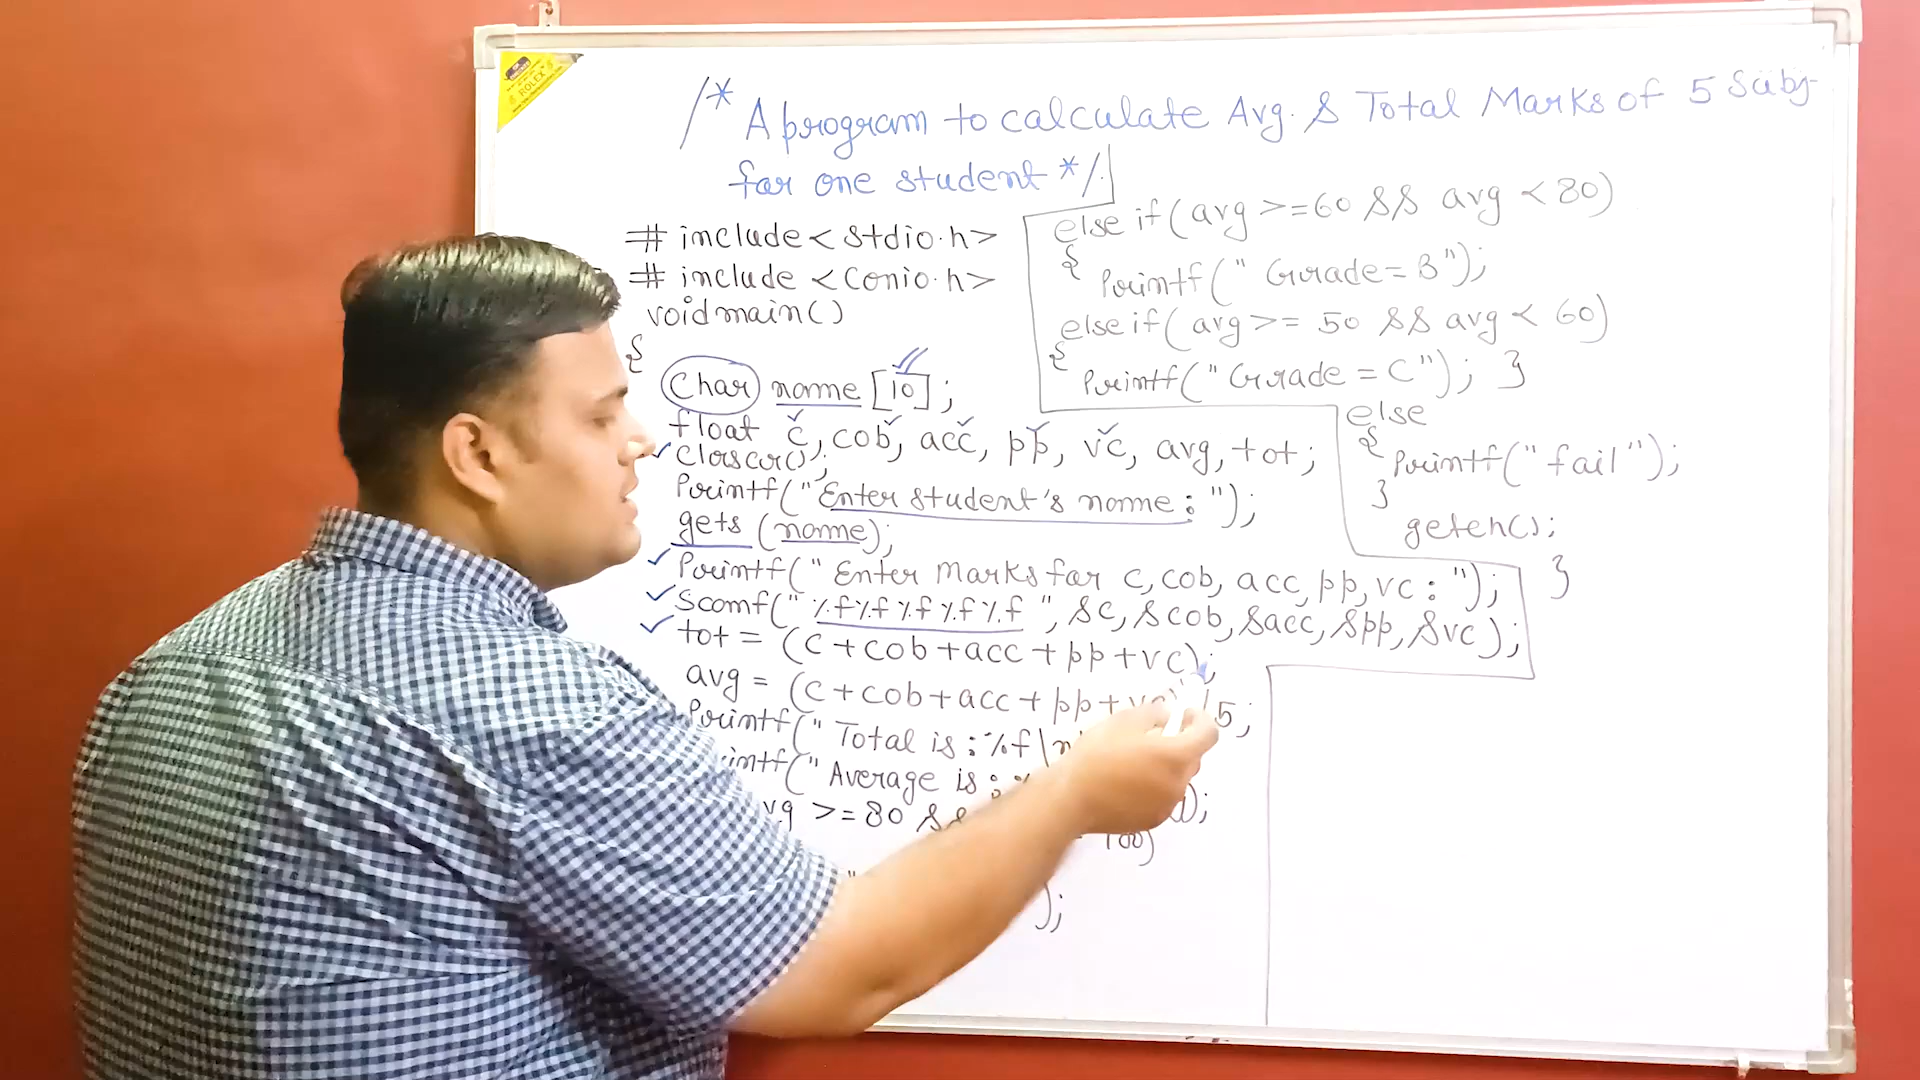 ROLEX
/* A program to calculate Avg. & Total Marks of 5 Subj-
for one student */
# include <stdio.h>
# include <conio.h>
void main()
{
Char name [10];
float c, cob, acc, pp, vc, avg, tot;
clrscr();
Printf("Enter student's name : ");
gets (name);
Printf(" Enter Marks for c, cob, acc, pp, vc : ");
Scanf(" %f%f%f%f%f ", &c, &cob, &acc, &pp, &vc);
tot = (c+cob+acc+pp+vc);
avg = (c+cob+acc+pp+vc) /5;
Printf(" Total is : %f\n
intf(" Average is :
vg >=80 &&
100)
);
else if (avg >=60 && avg <80)
{
Printf(" Grade= B");
else if( avg>= 50 && avg < 60)
{
Printf(" Grade = C"); }
else
{
Printf("fail");
}
getch();
}